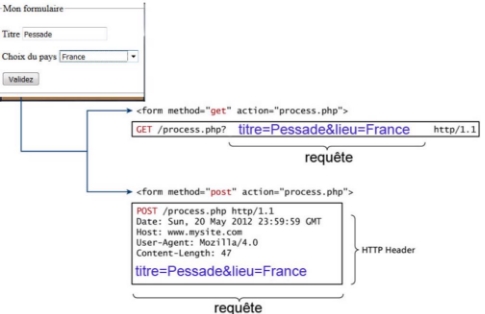 Mon formulaire
Titre Pessade
Choix du pays France
Validez
<form method="get" action="process.php">
GET /process.php? titre=Pessade&lieu=France http/1.1
requête
<form method="post" action="process.php">
POST /process.php http/1.1
Date: Sun, 20 May 2012 23:59:59 GMT
Host: www.mysite.com
User-Agent: Mozilla/4.0
Content-Length: 47
HTTP Header
titre=Pessade&lieu=France
requête